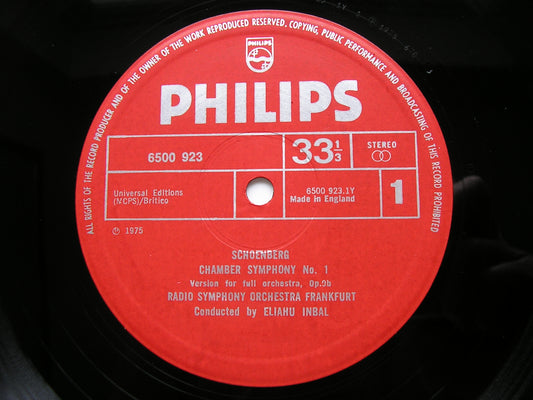 ALL RIGHTS OF THE RECORD PRODUCER AND OF THE OWNER OF THE WORK REPRODUCED RESERVED. COPYING, PUBLIC PERFORMANCE AND BROADCASTING OF THIS RECORD PROHIBITED
PHILIPS
PHILIPS
6500 923
33 1/3
STEREO
Universal Editions
(MCPS)/Britico
6500 923.1Y
Made in England
1
℗ 1975
SCHOENBERG
CHAMBER SYMPHONY No. 1
Version for full orchestra, Op.9b
RADIO SYMPHONY ORCHESTRA FRANKFURT
Conducted by ELIAHU INBAL